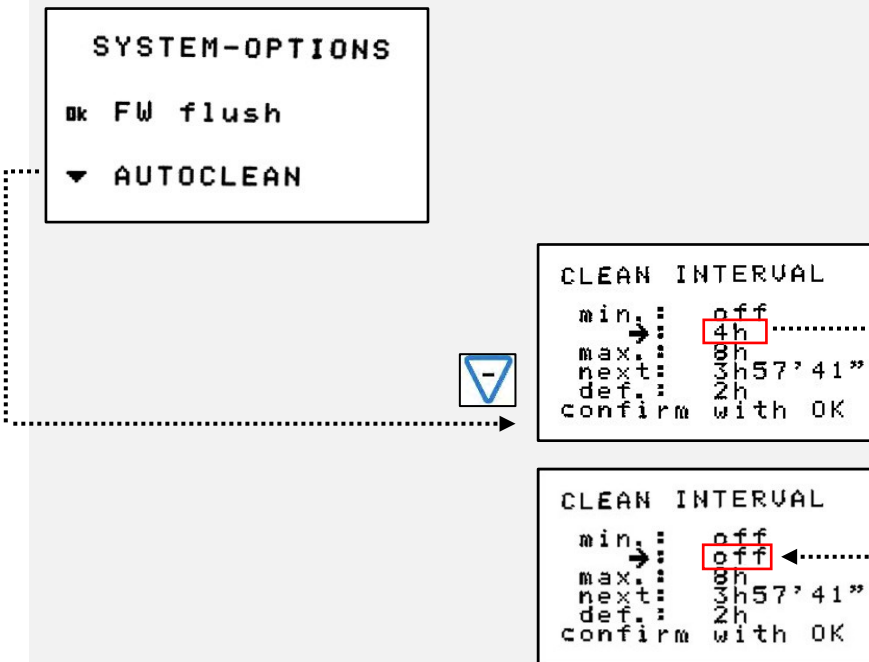 SYSTEM-OPTIONS
Ok FW flush
▼ AUTOCLEAN
CLEAN INTERVAL
min.: off
➔: 4h
max.: 8h
next: 3h57'41"
def.: 2h
confirm with OK
-
CLEAN INTERVAL
min.: off
➔: off
max.: 8h
next: 3h57'41"
def.: 2h
confirm with OK